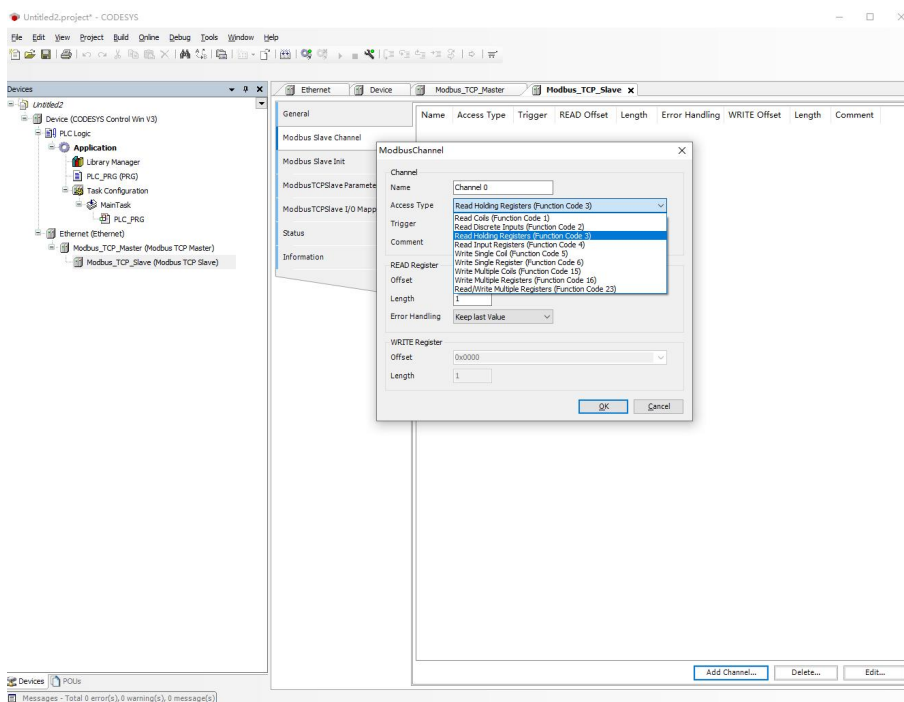 Untitled2.project* - CODESYS
File Edit View Project Build Online Debug Tools Window Help
Devices
Untitled2
Device (CODESYS Control Win V3)
PLC Logic
Application
Library Manager
PLC_PRG (PRG)
Task Configuration
MainTask
PLC_PRG
Ethernet (Ethernet)
Modbus_TCP_Master (Modbus TCP Master)
Modbus_TCP_Slave (Modbus TCP Slave)
Devices POUs
Ethernet Device Modbus_TCP_Master Modbus_TCP_Slave
General
Modbus Slave Channel
Modbus Slave Init
ModbusTCPSlave Paramete
ModbusTCPSlave I/O Mapp
Status
Information
Name Access Type Trigger READ Offset Length Error Handling WRITE Offset Length Comment
ModbusChannel
Channel
Name Channel 0
Access Type Read Holding Registers (Function Code 3)
Read Coils (Function Code 1)
Read Discrete Inputs (Function Code 2)
Read Holding Registers (Function Code 3)
Read Input Registers (Function Code 4)
Write Single Coil (Function Code 5)
Write Single Register (Function Code 6)
Write Multiple Coils (Function Code 15)
Write Multiple Registers (Function Code 16)
Read/Write Multiple Registers (Function Code 23)
Trigger
Comment
READ Register
Offset
Length 1
Error Handling Keep last Value
WRITE Register
Offset 0x0000
Length 1
OK Cancel
Add Channel... Delete... Edit...
Messages - Total 0 error(s), 0 warning(s), 0 message(s)